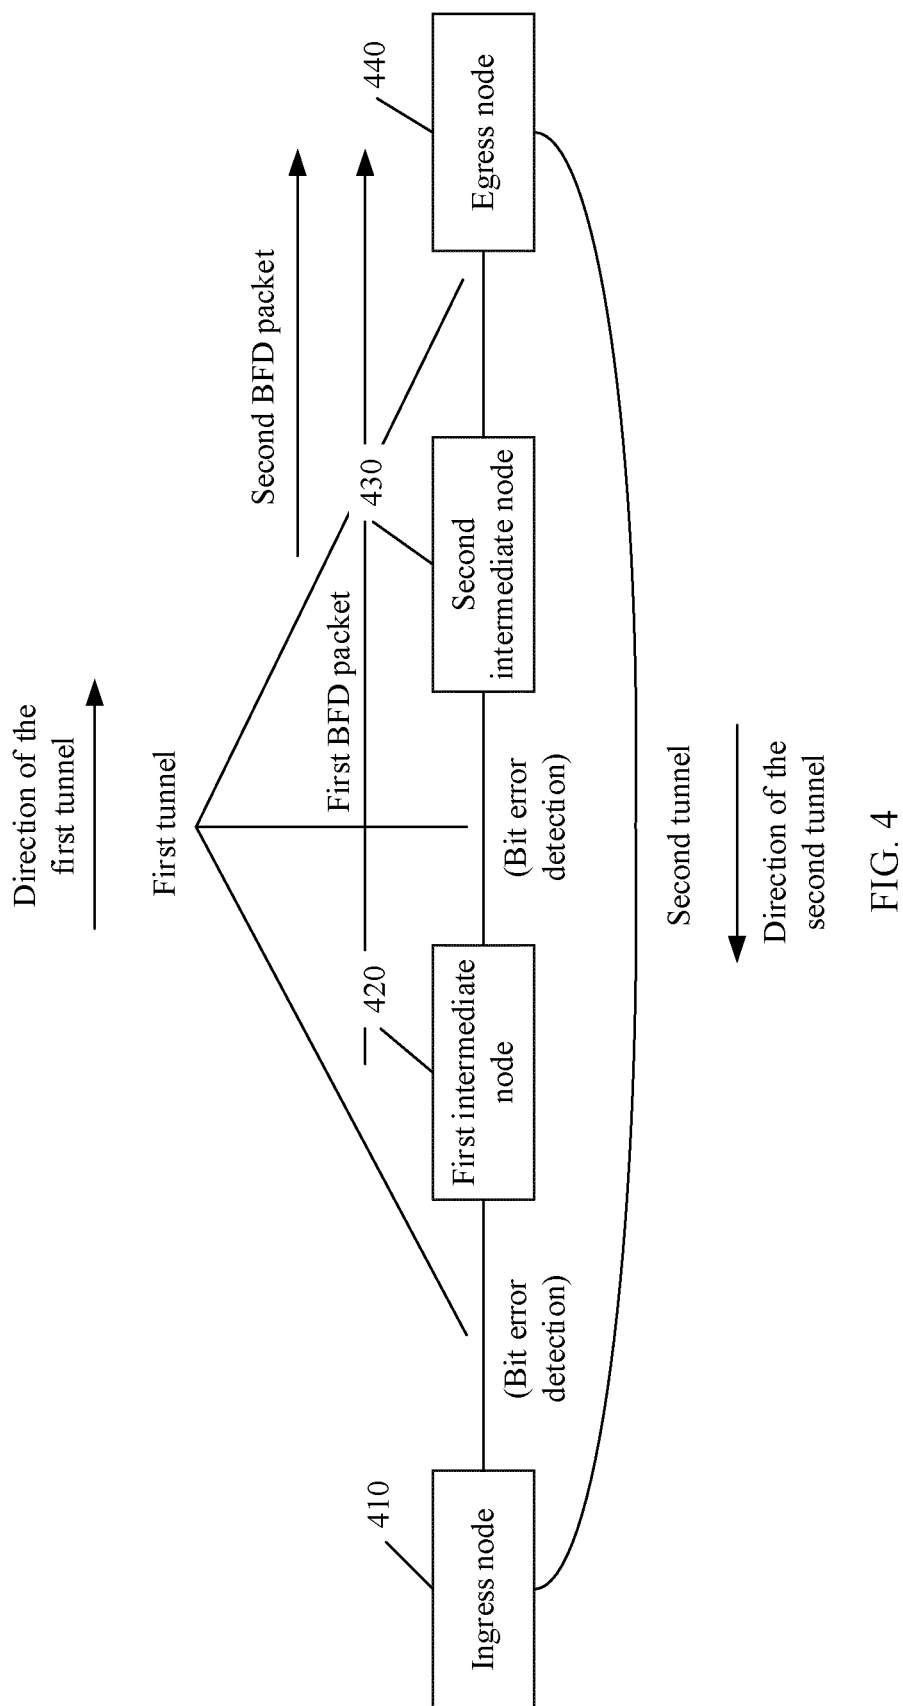 Direction of the
first tunnel
First tunnel
Second BFD packet
First BFD packet
410
420
430
440
Ingress node
First intermediate
node
Second
intermediate node
Egress node
(Bit error
detection)
(Bit error
detection)
Second tunnel
Direction of the
second tunnel
FIG. 4